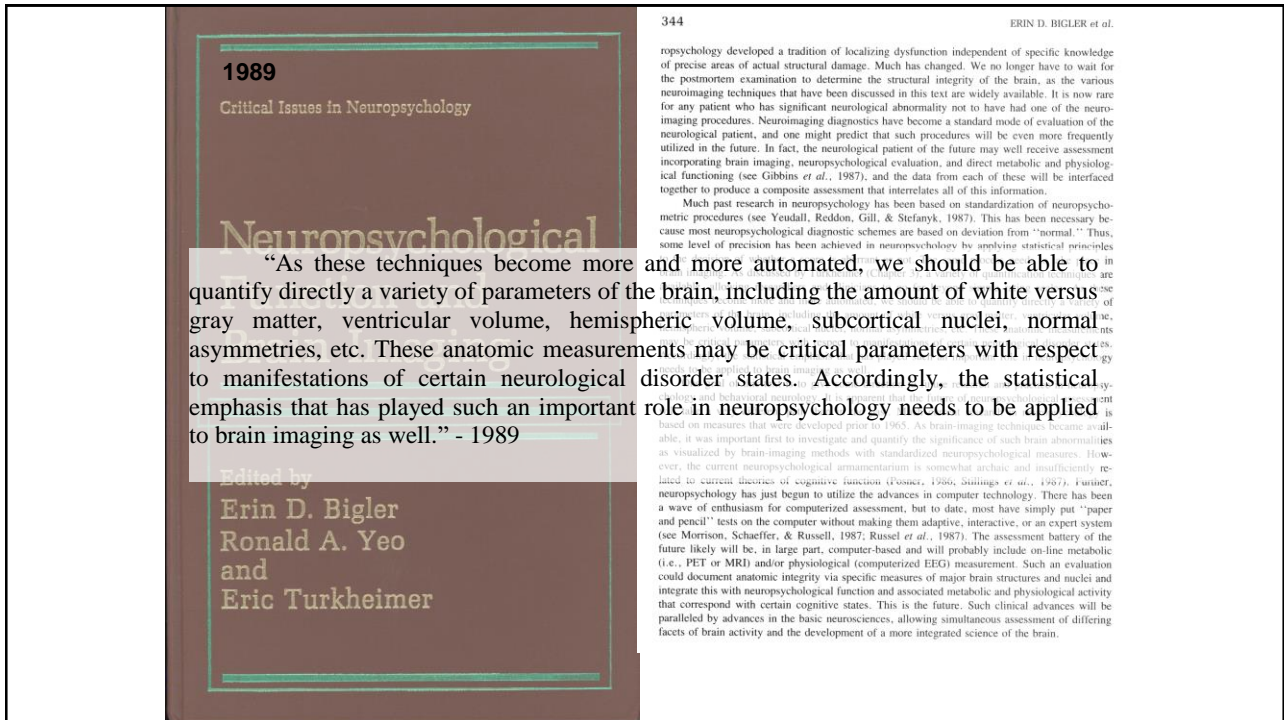 1989
Critical Issues in Neuropsychology
Neuropsychological
Function and
Brain Imaging
“As these techniques become more and more automated, we should be able to
quantify directly a variety of parameters of the brain, including the amount of white versus
gray matter, ventricular volume, hemispheric volume, subcortical nuclei, normal
asymmetries, etc. These anatomic measurements may be critical parameters with respect
to manifestations of certain neurological disorder states. Accordingly, the statistical
emphasis that has played such an important role in neuropsychology needs to be applied
to brain imaging as well.” - 1989
Edited by
Erin D. Bigler
Ronald A. Yeo
and
Eric Turkheimer
344 ERIN D. BIGLER et al.
ropsychology developed a tradition of localizing dysfunction independent of specific knowledge
of precise areas of actual structural damage. Much has changed. We no longer have to wait for
the postmortem examination to determine the structural integrity of the brain, as the various
neuroimaging techniques that have been discussed in this text are widely available. It is now rare
for any patient who has significant neurological abnormality not to have had one of the neuro-
imaging procedures. Neuroimaging diagnostics have become a standard mode of evaluation of the
neurological patient, and one might predict that such procedures will be even more frequently
utilized in the future. In fact, the neurological patient of the future may well receive assessment
incorporating brain imaging, neuropsychological evaluation, and direct metabolic and physiolog-
ical functioning (see Gibbins et al., 1987), and the data from each of these will be interfaced
together to produce a composite assessment that interrelates all of this information.
Much past research in neuropsychology has been based on standardization of neuropsycho-
metric procedures (see Yeudall, Reddon, Gill, & Stefanyk, 1987). This has been necessary be-
cause most neuropsychological diagnostic schemes are based on deviation from ‘‘normal.’’ Thus,
some level of precision has been achieved in neuropsychology by applying statistical principles
based on measures that were developed prior to 1965. As brain-imaging techniques became avail-
able, it was important first to investigate and quantify the significance of such brain abnormalities
as visualized by brain-imaging methods with standardized neuropsychological measures. How-
ever, the current neuropsychological armamentarium is somewhat archaic and insufficiently re-
lated to current theories of cognitive function (Posner, 1986; Stillings et al., 1987). Further,
neuropsychology has just begun to utilize the advances in computer technology. There has been
a wave of enthusiasm for computerized assessment, but to date, most have simply put ‘‘paper
and pencil’’ tests on the computer without making them adaptive, interactive, or an expert system
(see Morrison, Schaeffer, & Russell, 1987; Russel et al., 1987). The assessment battery of the
future likely will be, in large part, computer-based and will probably include on-line metabolic
(i.e., PET or MRI) and/or physiological (computerized EEG) measurement. Such an evaluation
could document anatomic integrity via specific measures of major brain structures and nuclei and
integrate this with neuropsychological function and associated metabolic and physiological activity
that correspond with certain cognitive states. This is the future. Such clinical advances will be
paralleled by advances in the basic neurosciences, allowing simultaneous assessment of differing
facets of brain activity and the development of a more integrated science of the brain.